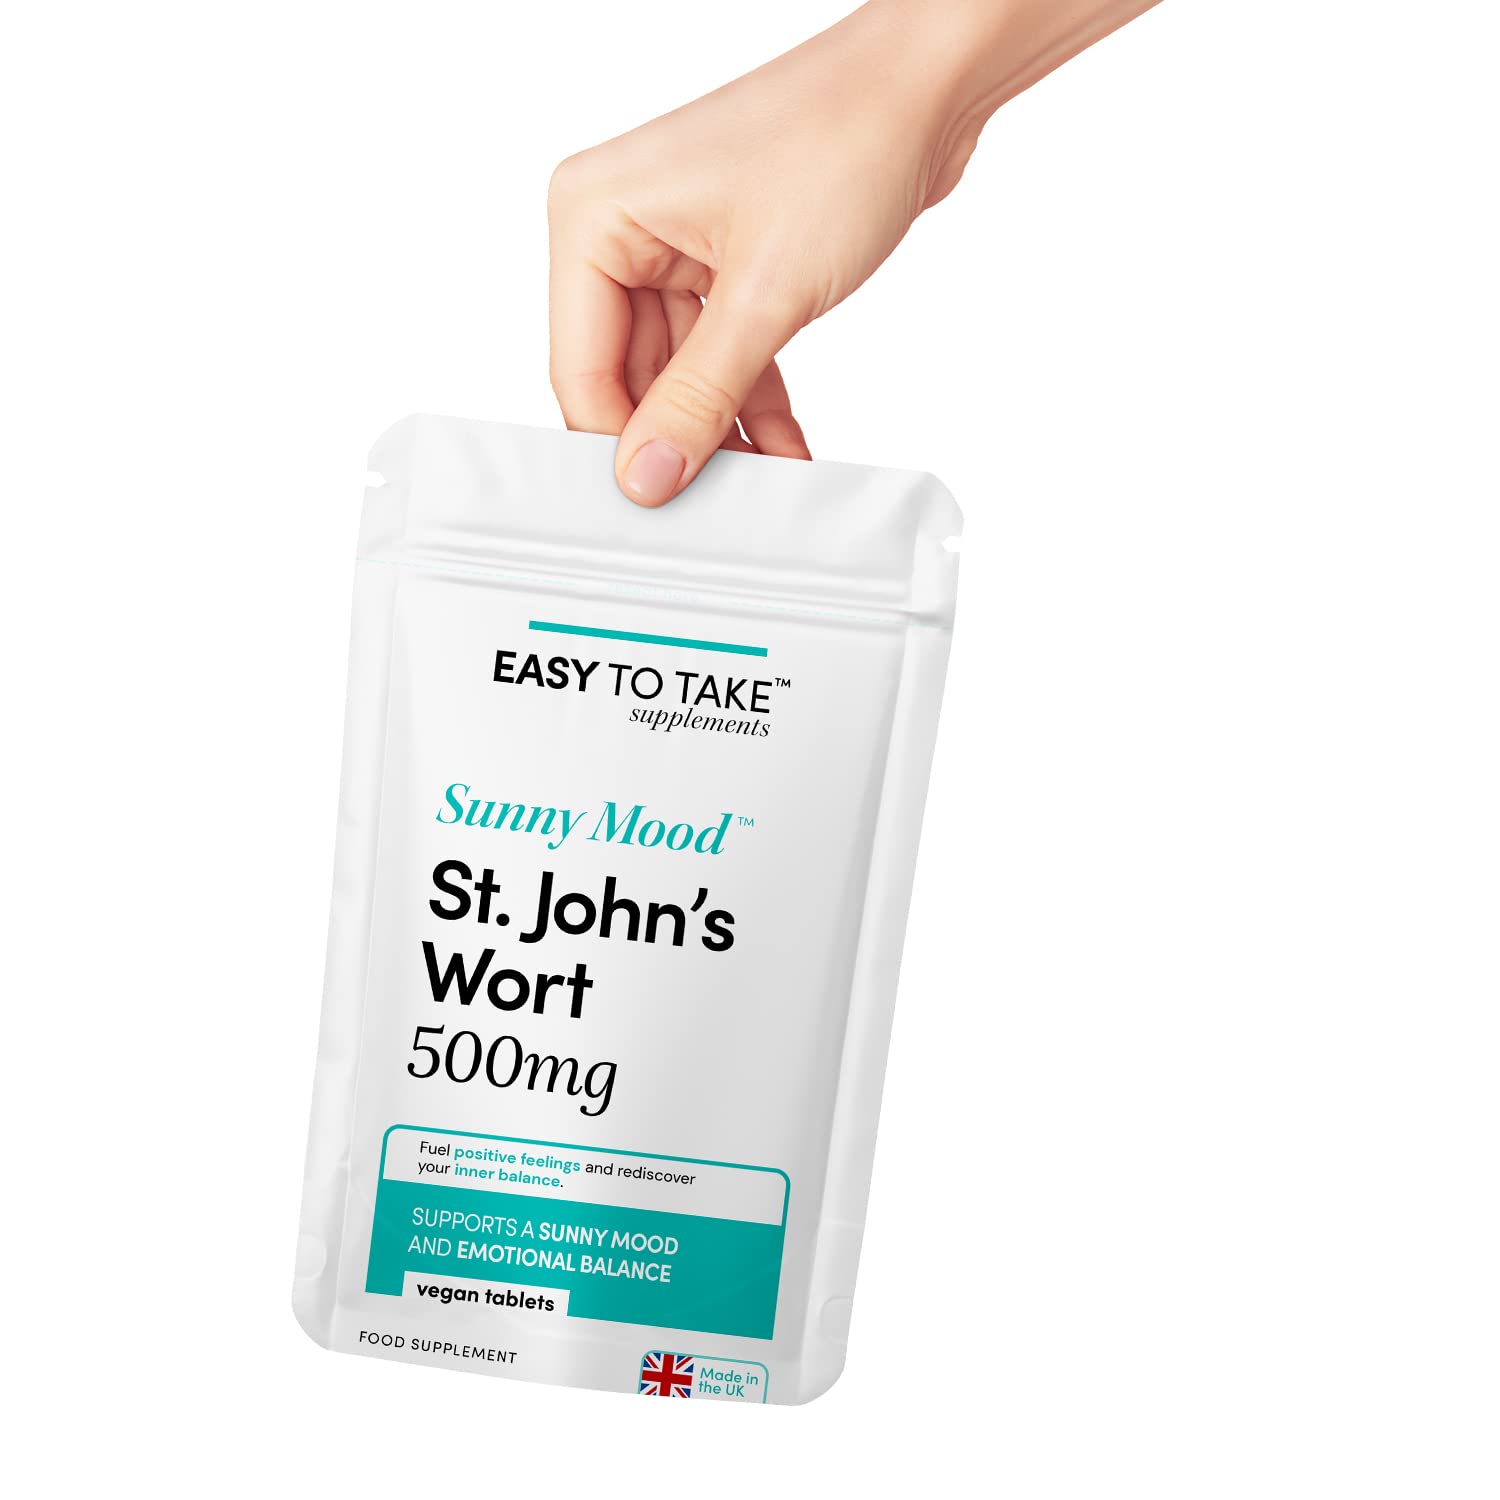 EASY TO TAKE™
supplements
Sunny Mood™
St. John's
Wort
500mg
Fuel positive feelings and rediscover
your inner balance.
SUPPORTS A SUNNY MOOD
AND EMOTIONAL BALANCE
vegan tablets
FOOD SUPPLEMENT
Made in
the UK